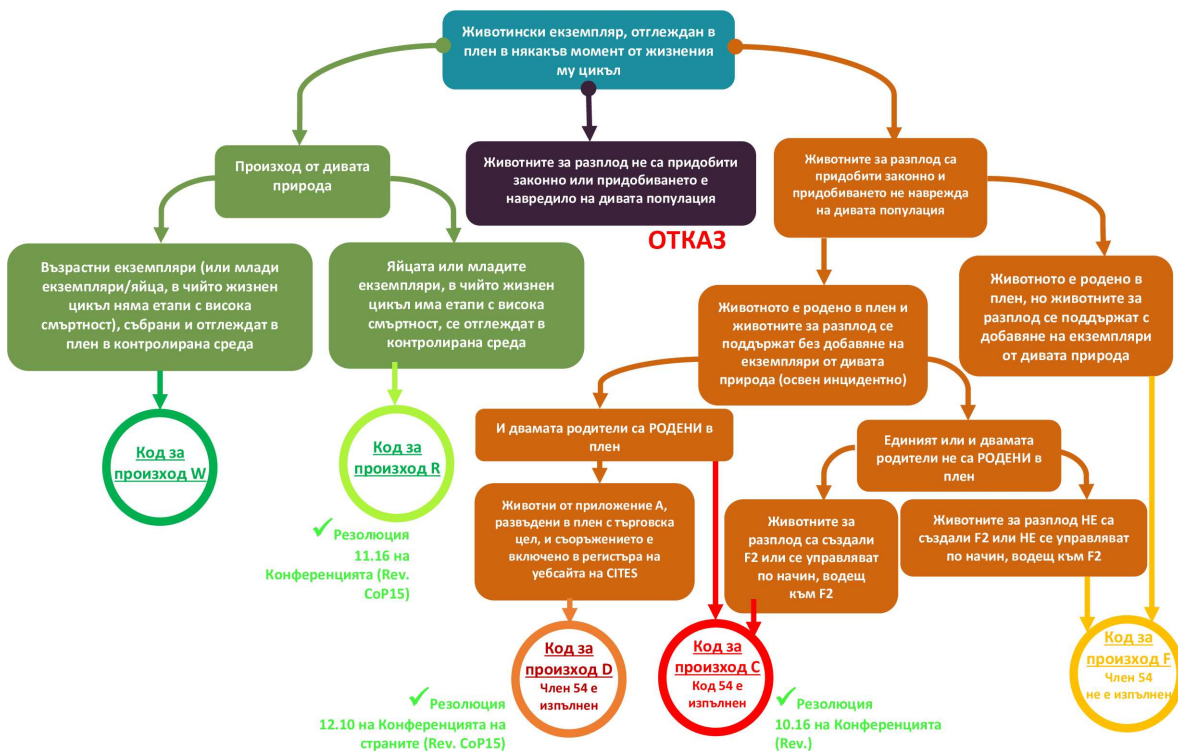 Животински екземпляр, отглеждан в
плен в някакъв момент от жизнения
му цикъл
Произход от дивата
природа
Животните за разплод не са придобити
законно или придобиването е
навредило на дивата популация
ОТКАЗ
Животните за разплод са
придобити законно и
придобиването не наврежда
на дивата популация
Възрастни екземпляри (или млади
екземпляри/яйца, в чийто жизнен
цикъл няма етапи с висока
смъртност), събрани и отглеждат в
плен в контролирана среда
Яйцата или младите
екземпляри, в чийто жизнен
цикъл има етапи с висока
смъртност, се отглеждат в
контролирана среда
Животното е родено в плен и
животните за разплод се
поддържат без добавяне на
екземпляри от дивата
природа (освен инцидентно)
Животното е родено в
плен, но животните за
разплод се поддържат с
добавяне на екземпляри
от дивата природа
И двамата родители са РОДЕНИ в
плен
Единият или и двамата
родители не са РОДЕНИ в
плен
Код за
произход W
Код за
произход R
Резолюция
11.16 на
Конференцията (Rev.
CoP15)
Животни от приложение А,
развъдени в плен с търговска
цел, и съоръжението е
включено в регистъра на
уебсайта на CITES
Животните за
разплод са създали
F2 или се управляват
по начин, водещ
към F2
Животните за разплод НЕ са
създали F2 или НЕ се управляват
по начин, водещ към F2
Код за
произход D
Член 54 е
изпълнен
Резолюция
12.10 на Конференцията на
страните (Rev. CoP15)
Код за
произход C
Код 54 е
изпълнен
Резолюция
10.16 на Конференцията
(Rev.)
Код за
произход F
Член 54
не е изпълнен